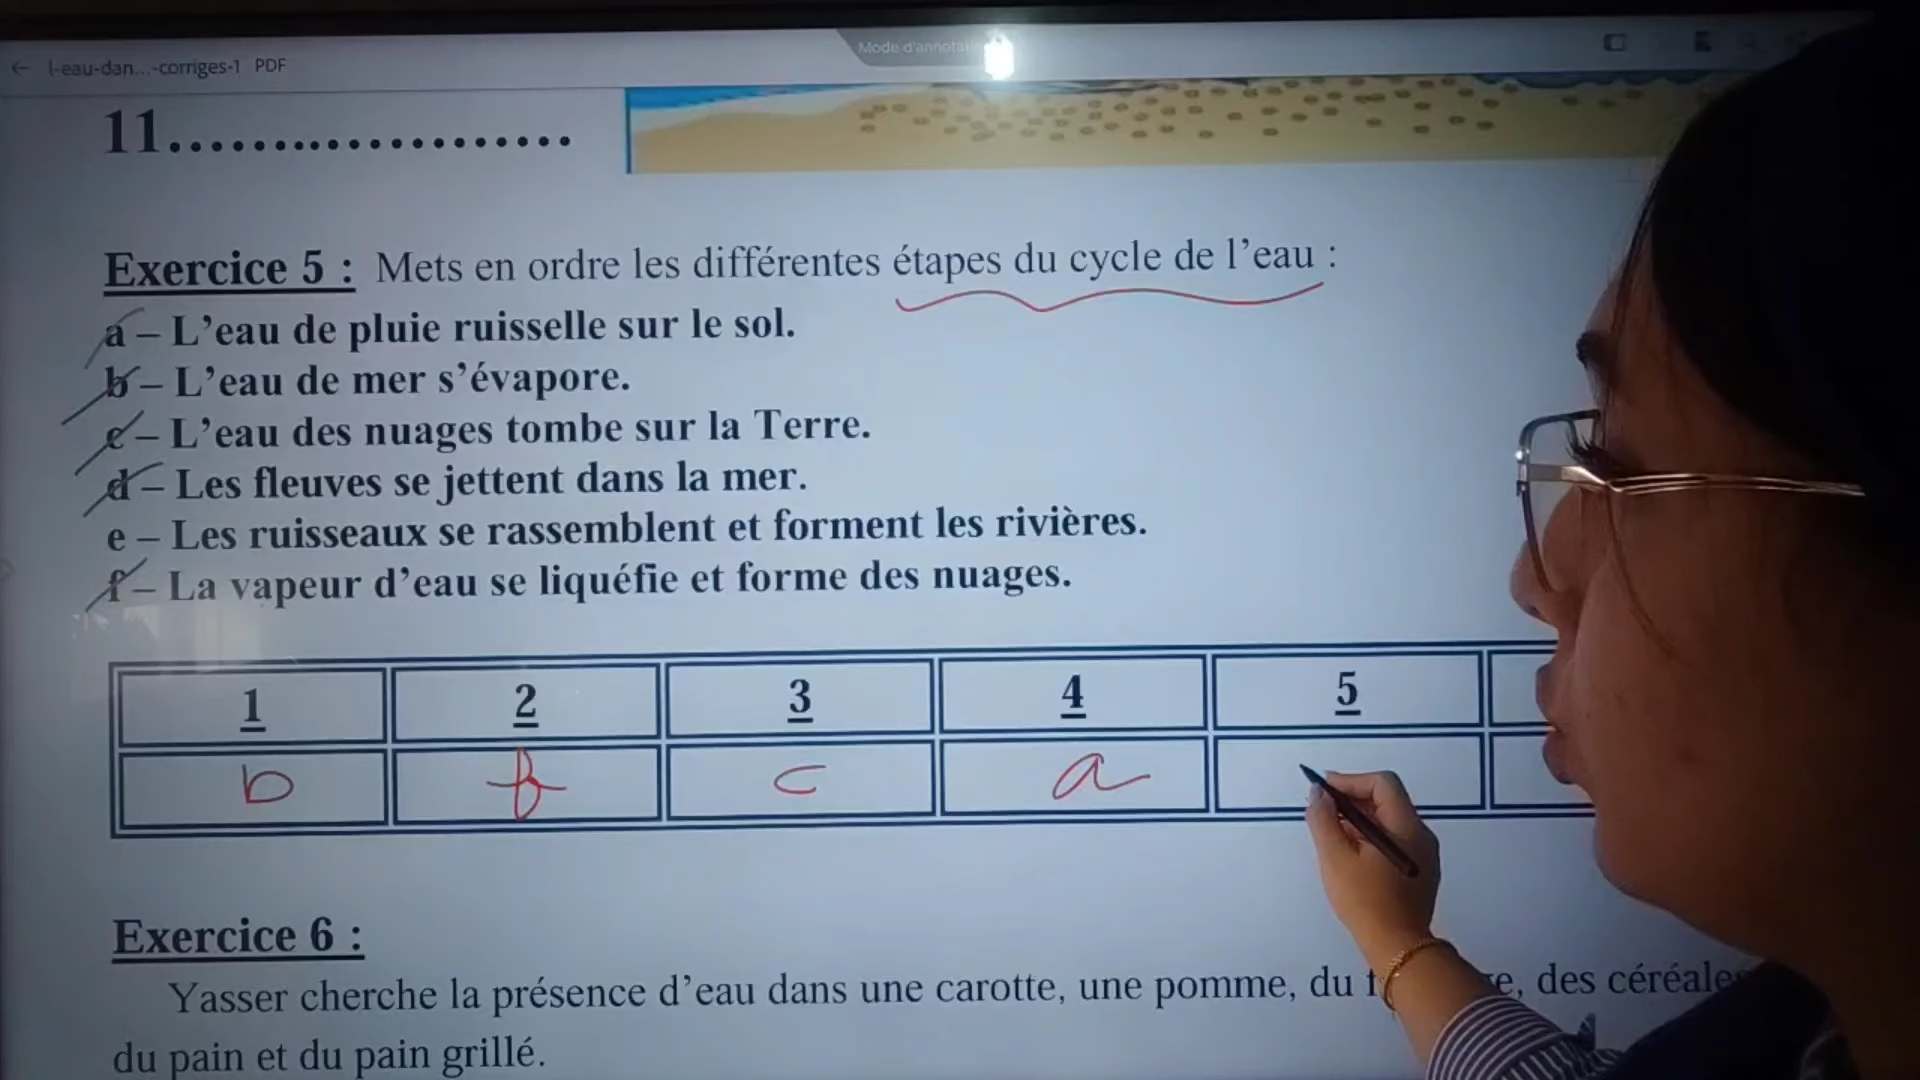 l-eau-dan...-corriges-1 PDF
Mode d'annotati
11.....................
Exercice 5 : Mets en ordre les différentes étapes du cycle de l'eau :
a – L'eau de pluie ruisselle sur le sol.
b – L'eau de mer s'évapore.
c – L'eau des nuages tombe sur la Terre.
d – Les fleuves se jettent dans la mer.
e – Les ruisseaux se rassemblent et forment les rivières.
f – La vapeur d'eau se liquéfie et forme des nuages.
1 2 3 4 5
b f c a
Exercice 6 :
Yasser cherche la présence d'eau dans une carotte, une pomme, du des céréales
du pain et du pain grillé.